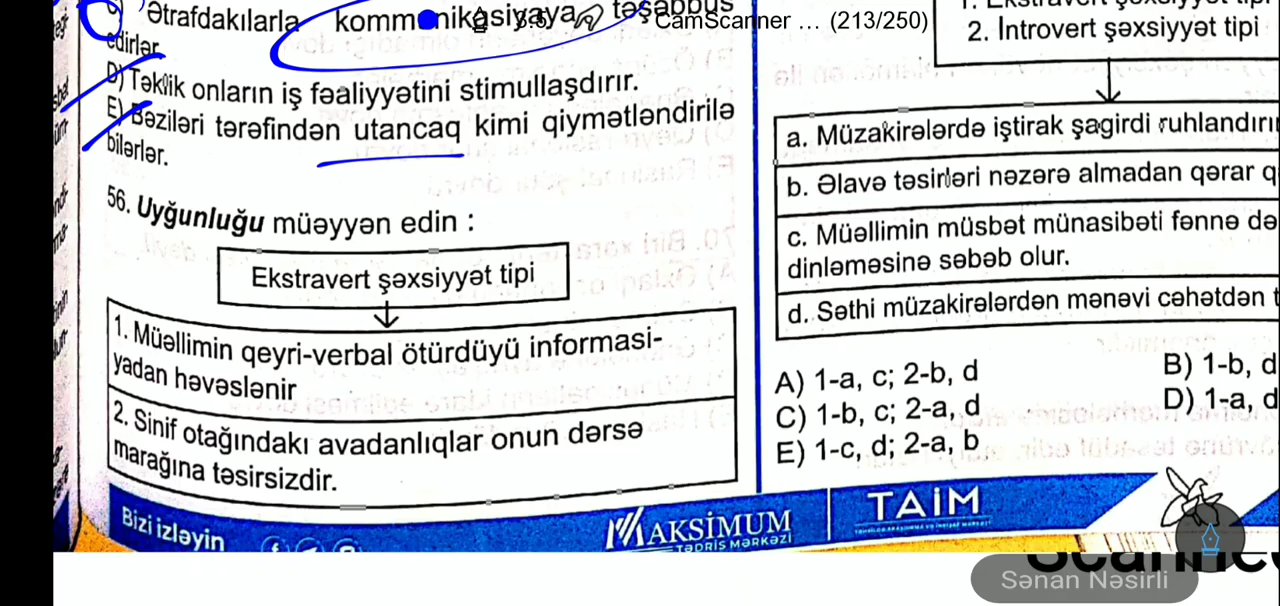 Ətrafdakılarla kommunikasiyaya təşəbbüs
edirlər.
D) Təklik onların iş fəaliyyətini stimullaşdırır.
E) Bəziləri tərəfindən utancaq kimi qiymətləndirilə
bilərlər.
56. Uyğunluğu müəyyən edin :
Ekstravert şəxsiyyət tipi
1. Müəllimin qeyri-verbal ötürdüyü informasi-
yadan həvəslənir
2. Sinif otağındakı avadanlıqlar onun dərsə
marağına təsirsizdir.
CamScanner ... (213/250)
2. Introvert şəxsiyyət tipi
a. Müzakirələrdə iştirak şagirdi ruhlandırı
b. Əlavə təsirləri nəzərə almadan qərar q
c. Müəllimin müsbət münasibəti fənnə də
dinləməsinə səbəb olur.
d. Səthi müzakirələrdən mənəvi cəhətdən t
A) 1-a, c; 2-b, d
B) 1-b, d
C) 1-b, c; 2-a, d
D) 1-a, d
E) 1-c, d; 2-a, b
Bizi izləyin
MAKSİMUM
TƏDRİS MƏRKƏZİ
TAİM
Sənan Nəsirli